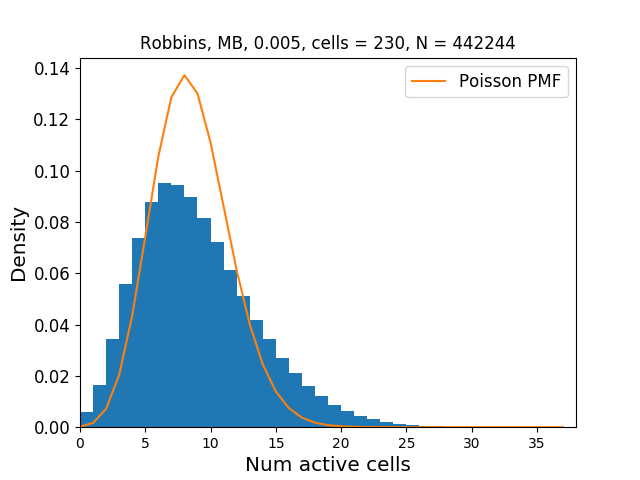 Robbins, MB, 0.005, cells = 230, N = 442244
Poisson PMF
0.14
0.12
0.10
0.08
0.06
0.04
0.02
0.00
Density
0 5 10 15 20 25 30 35
Num active cells